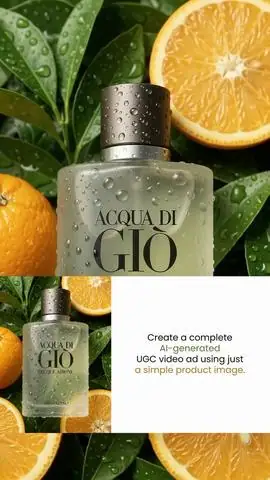 ACQUA DI
GIÒ
ACQUA DI
GIÒ
Create a complete
AI-generated
UGC video ad using just
a simple product image.